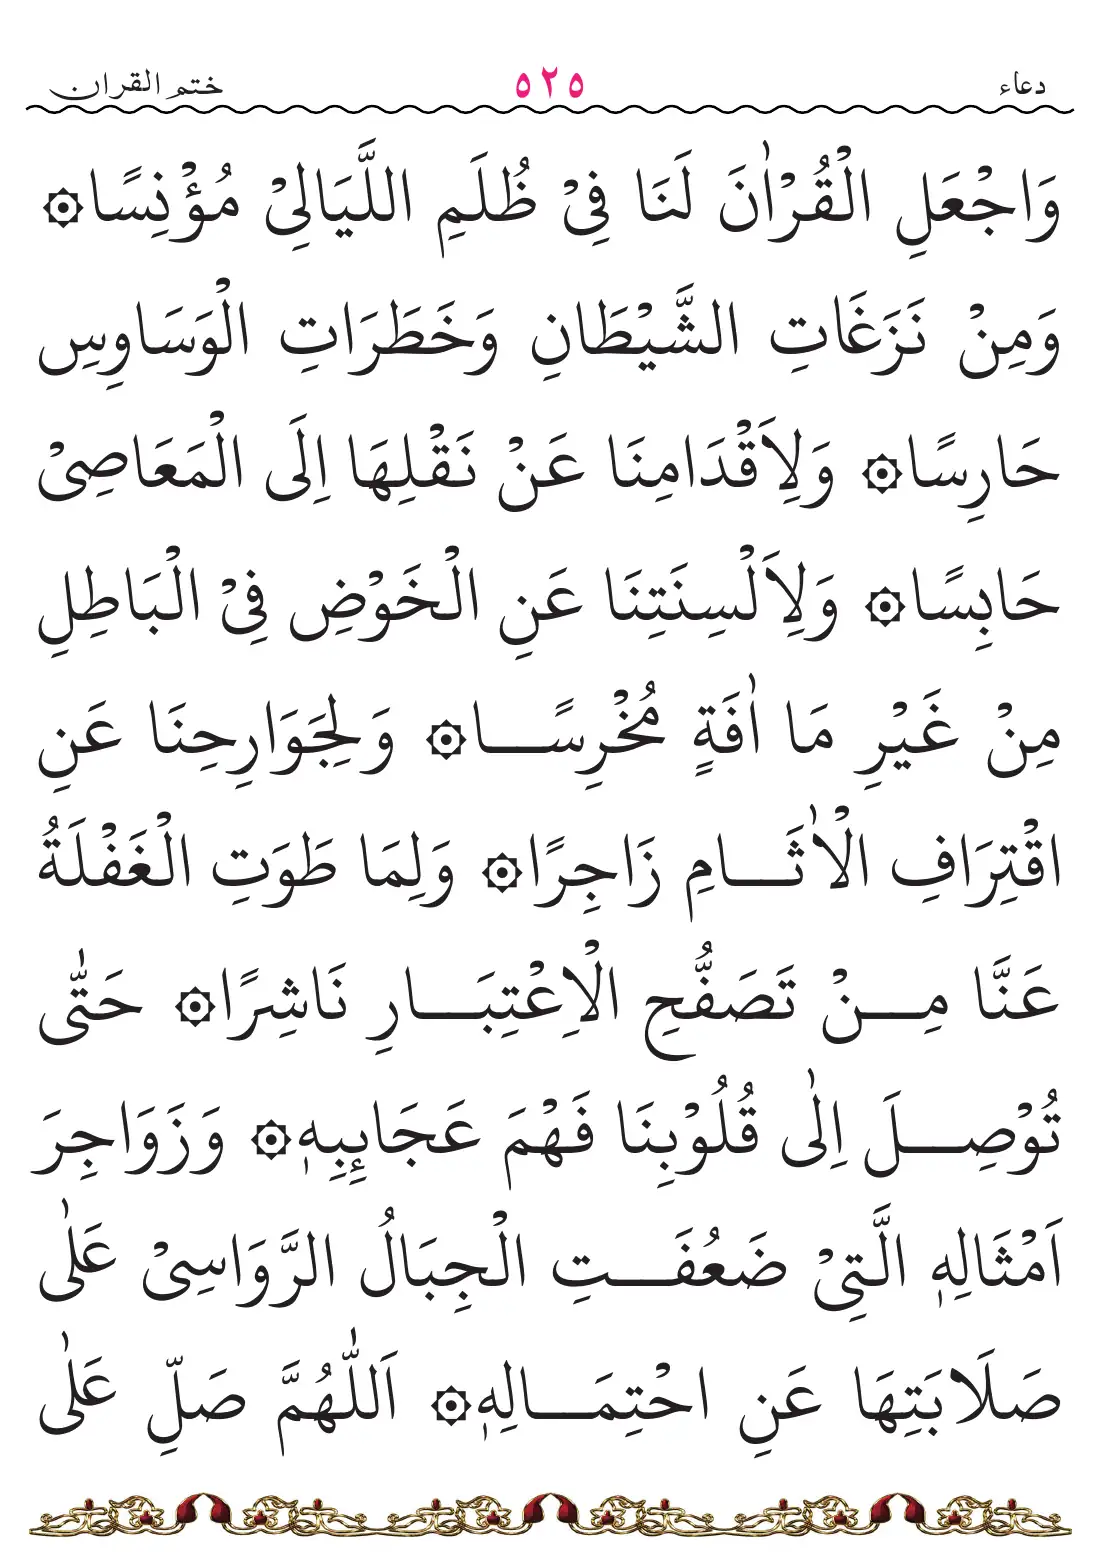 دعاء ٥٢٥ ختم القران
وَاجْعَلِ الْقُرْاٰنَ لَنَا فِىْ ظُلَمِ اللَّيَالِىْ مُؤْنِسًا۞
وَمِنْ نَزَغَاتِ الشَّيْطَانِ وَخَطَرَاتِ الْوَسَاوِسِ
حَارِسًا۞ وَلِاَقْدَامِنَا عَنْ نَقْلِهَا اِلَى الْمَعَاصِىْ
حَابِسًا۞ وَلِاَلْسِنَتِنَا عَنِ الْخَوْضِ فِىْ الْبَاطِلِ
مِنْ غَيْرِ مَا اٰفَةٍ مُخْرِسًا۞ وَلِجَوَارِحِنَا عَنِ
اقْتِرَافِ الْاٰثَامِ زَاجِرًا۞ وَلِمَا طَوَتِ الْغَفْلَةُ
عَنَّا مِنْ تَصَفُّحِ الْاِعْتِبَارِ نَاشِرًا۞ حَتّٰى
تُوْصِلَ اِلٰى قُلُوْبِنَا فَهْمَ عَجَايِٕبِهٖ۞ وَزَوَاجِرَ
اَمْثَالِهٖ الَّتِىْ ضَعُفَتِ الْجِبَالُ الرَّوَاسِىْ عَلٰى
صَلَابَتِهَا عَنِ احْتِمَالِهٖ۞ اَللّٰهُمَّ صَلِّ عَلٰى